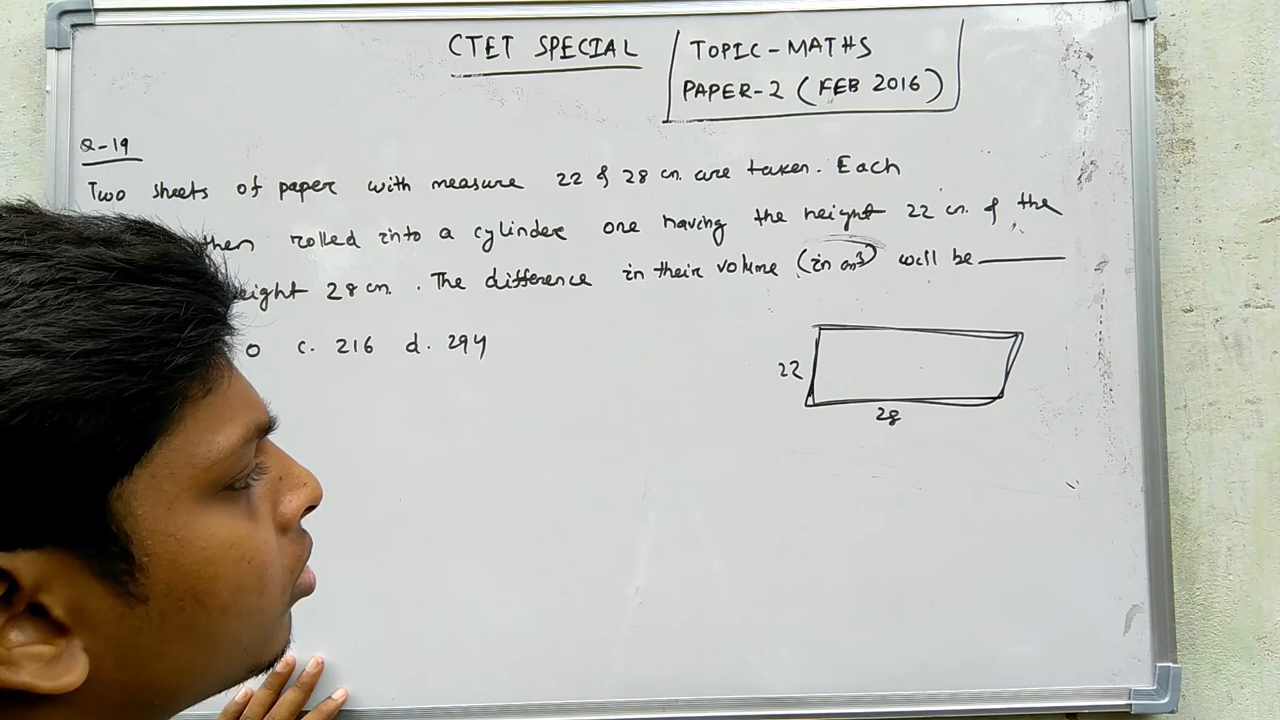 CTET SPECIAL
TOPIC-MATHS
PAPER-2 (FEB 2016)
Q-19
Two sheets of paper with measure 22 & 28 cm. are taken. Each
then rolled into a cylinder one having the height 22 cm. & the
eight 28 cm. The difference in their volume (in cm³) will be
0 c. 216 d. 294
22
28